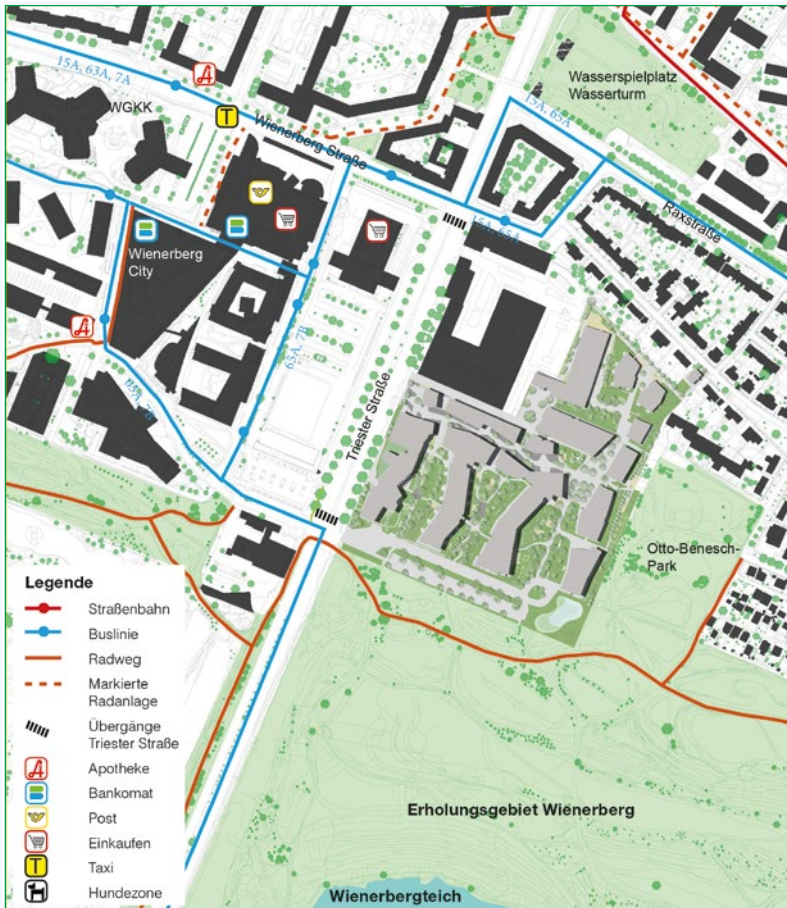 15A, 63A, 7A
WGKK
Wienerberg Straße
Wasserspielplatz
Wasserturm
15A, 65A
15A, 65A
Raxstraße
Wienerberg
City
65A, 7B
65A, 7B
Triester Straße
Otto-Benesch-
Park
Legende
Straßenbahn
Buslinie
Radweg
Markierte
Radanlage
Übergänge
Triester Straße
Apotheke
Bankomat
Post
Einkaufen
T
Taxi
Hundezone
Erholungsgebiet Wienerberg
Wienerbergteich
T